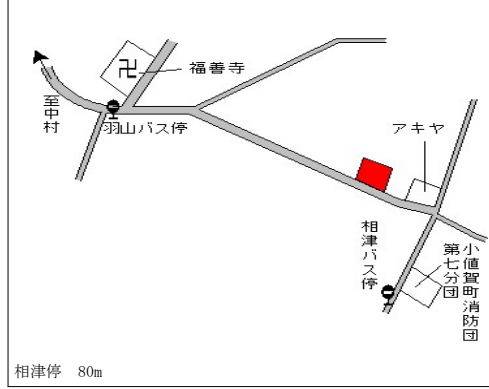 卍
福善寺
至中村
羽山バス停
アキヤ
相津バス停
小値賀町消防団
第七分団
相津停 80m